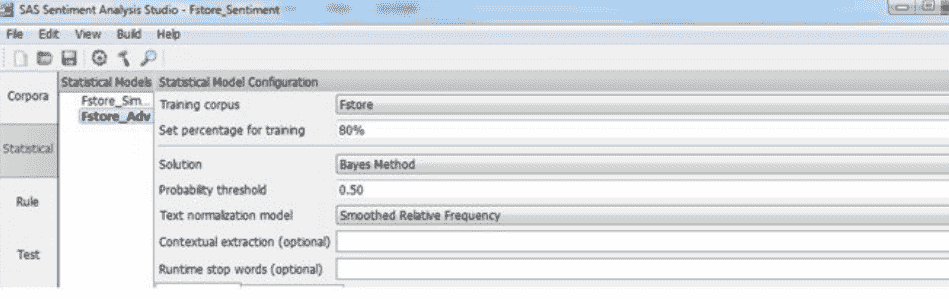 SAS Sentiment Analysis Studio - Fstore_Sentiment
File Edit View Build Help
Corpora
Statistical
Rule
Test
Statistical Models
Fstore_Sim...
Fstore_Adv
Statistical Model Configuration
Training corpus Fstore
Set percentage for training 80%
Solution Bayes Method
Probability threshold 0.50
Text normalization model Smoothed Relative Frequency
Contextual extraction (optional)
Runtime stop words (optional)